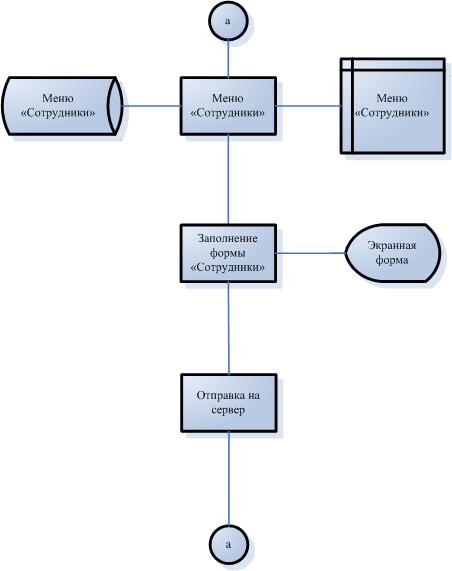 а
Меню
«Сотрудники»
Меню
«Сотрудники»
Меню
«Сотрудники»
Заполнение
формы
«Сотрудники»
Экранная
форма
Отправка на
сервер
а